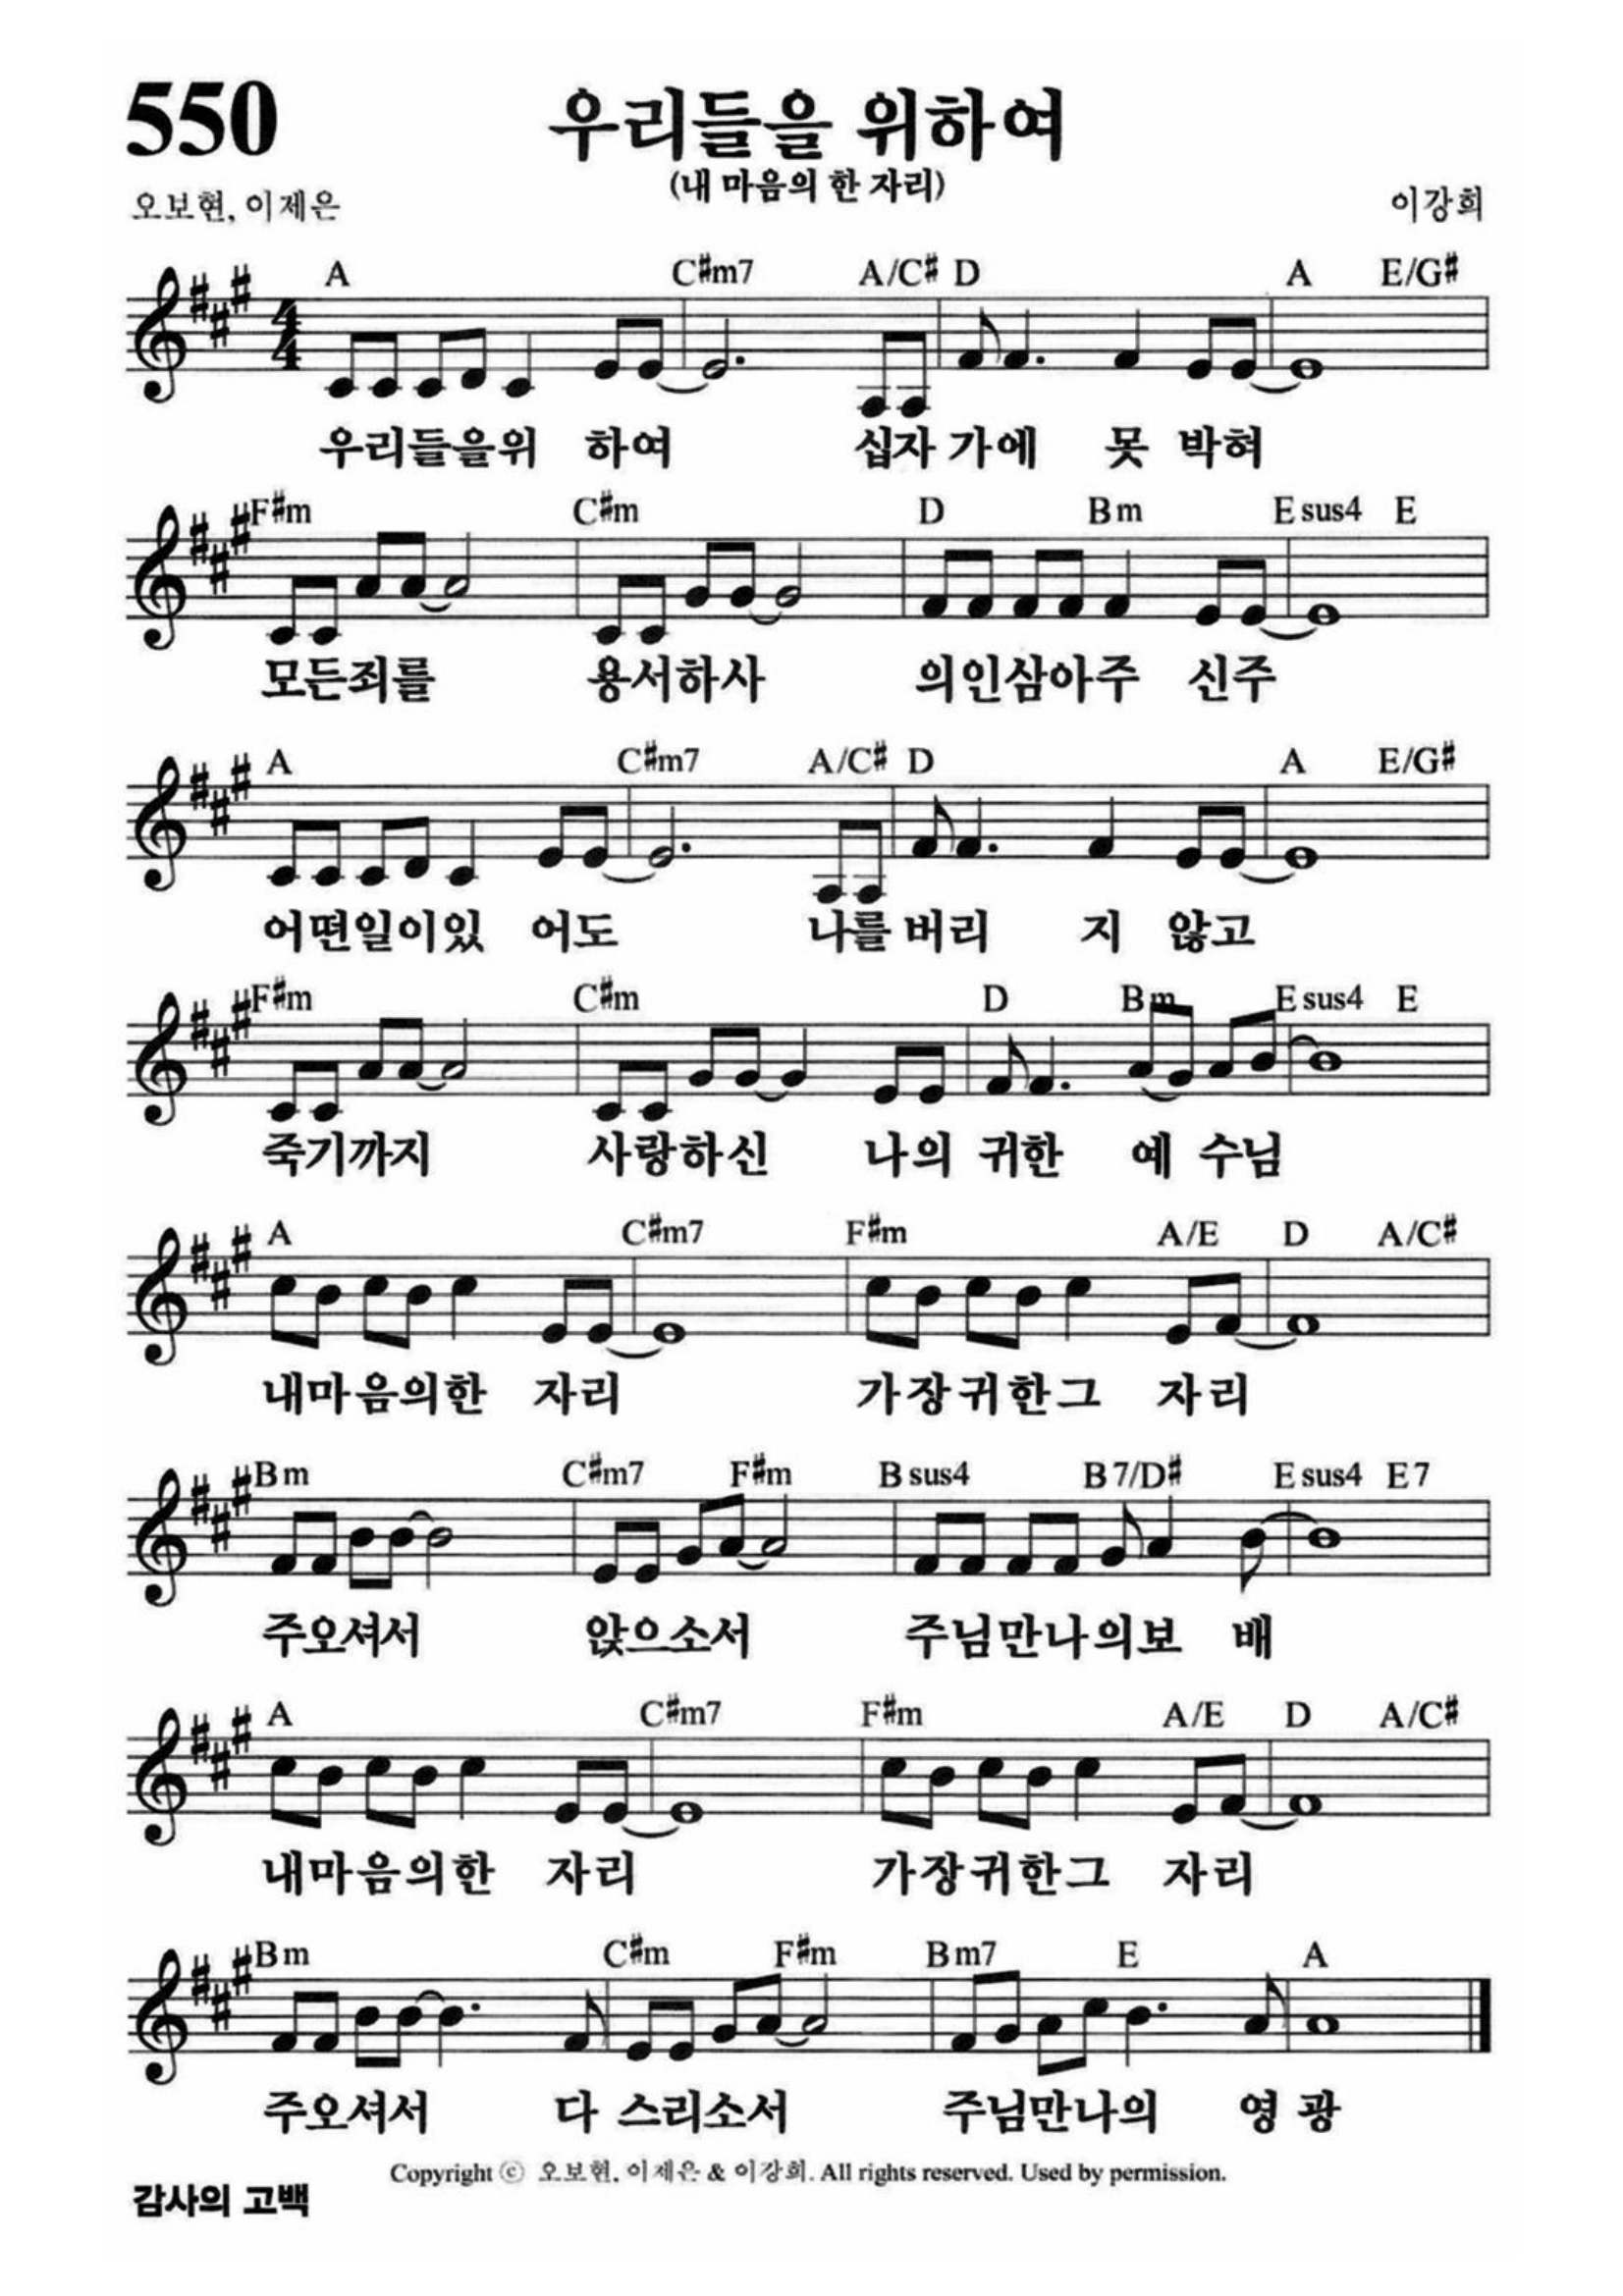 550
우리들을 위하여
(내 마음의 한 자리)
오보현, 이제은
이강희
A C#m7 A/C# D A E/G#
4/4
우리들을위 하여 십자 가에 못 박혀
F#m C#m D Bm Esus4 E
모든죄를 용서하사 의인삼아주 신주
A C#m7 A/C# D A E/G#
어떤일이있 어도 나를 버리 지 않고
F#m C#m D Bm Esus4 E
죽기까지 사랑하신 나의 귀한 예 수님
A C#m7 F#m A/E D A/C#
내마음의한 자리 가장귀한그 자리
Bm C#m7 F#m Bsus4 B7/D# Esus4 E7
주오셔서 앉으소서 주님만나의보 배
A C#m7 F#m A/E D A/C#
내마음의한 자리 가장귀한그 자리
Bm C#m F#m Bm7 E A
주오셔서 다 스리소서 주님만나의 영 광
Copyright ⓒ 오보현, 이제은 & 이강희. All rights reserved. Used by permission.
감사의 고백